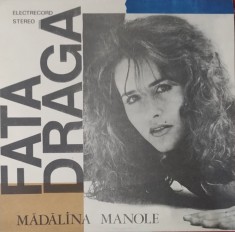 ELECTRECORD
STEREO
FATA
DRAGA
MĂDĂLINA MANOLE